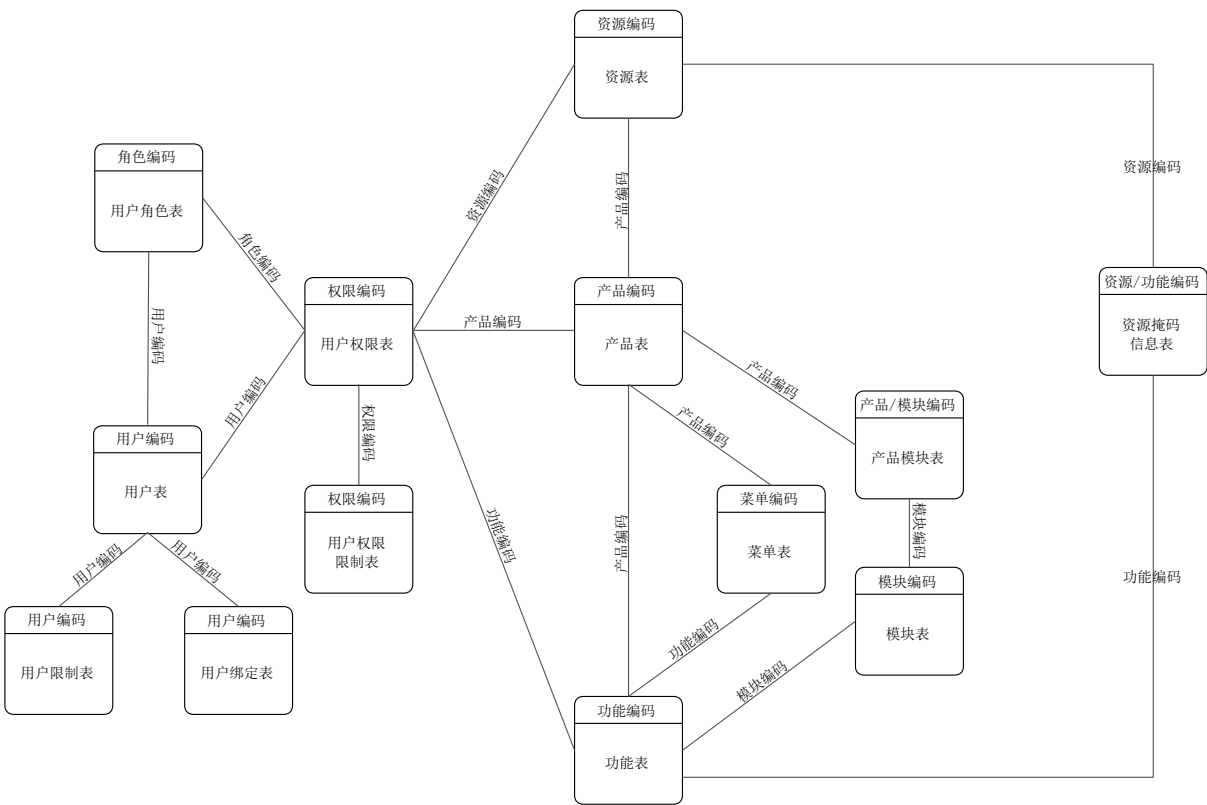 资源编码
资源表
角色编码
用户角色表
资源编码
产品编码
资源编码
角色编码
权限编码
用户权限表
产品编码
产品编码
产品表
资源/功能编码
资源掩码
信息表
用户编码
用户编码
权限编码
产品编码
产品编码
产品/模块编码
产品模块表
用户编码
用户表
权限编码
用户权限
限制表
功能编码
产品编码
菜单编码
菜单表
模块编码
用户编码
用户编码
模块编码
模块表
功能编码
用户编码
用户限制表
用户编码
用户绑定表
功能编码
模块编码
功能编码
功能表